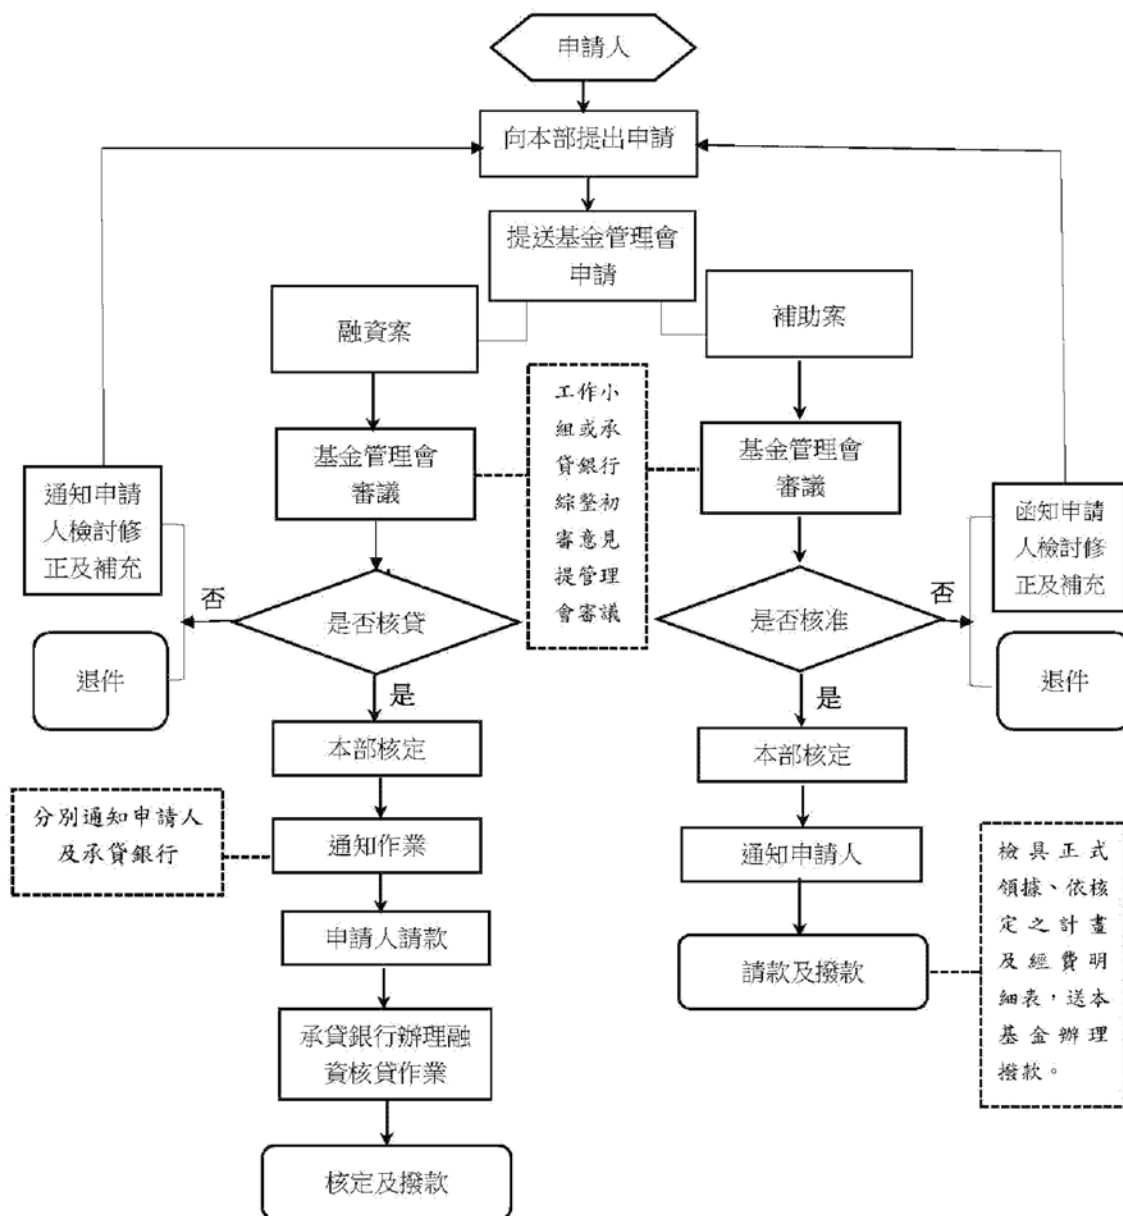 申請人
向本部提出申請
提送基金管理會
申請
融資案
補助案
工作小
組或承
貸銀行
綜整初
審意見
提管理
會審議
基金管理會
審議
基金管理會
審議
通知申請
人檢討修
正及補充
函知申請
人檢討修
正及補充
否
是否核貸
是否核准
否
退件
退件
是
是
本部核定
本部核定
分別通知申請人
及承貸銀行
通知作業
通知申請人
檢具正式
領據、依核
定之計畫
及經費明
細表，送本
基金辦理
撥款。
申請人請款
請款及撥款
承貸銀行辦理融
資核貸作業
核定及撥款